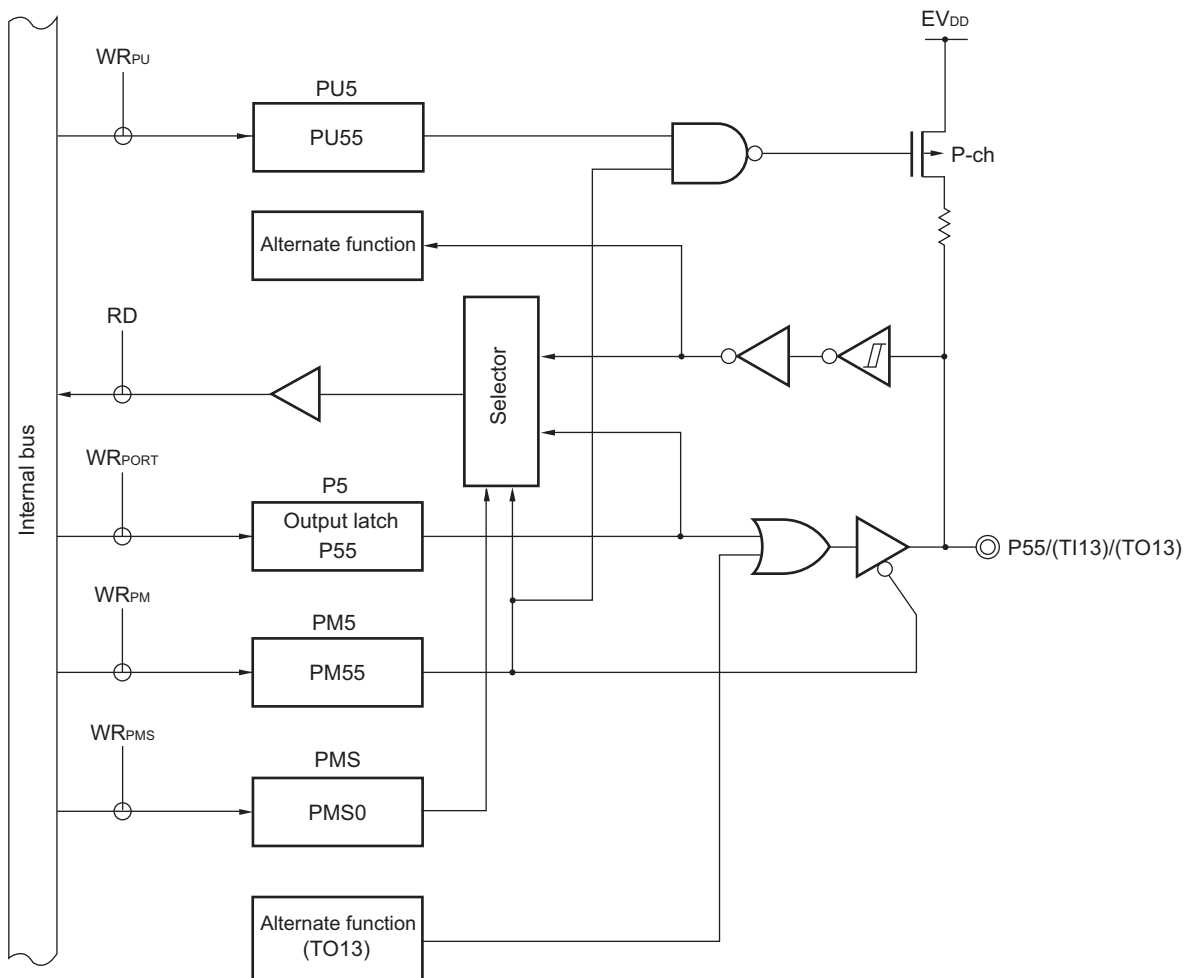 EVDD
WRPU
PU5
PU55
P-ch
Alternate function
RD
Selector
Internal bus
WRPORT
P5
Output latch
P55
P55/(TI13)/(TO13)
WRPM
PM5
PM55
WRPMS
PMS
PMS0
Alternate function
(TO13)